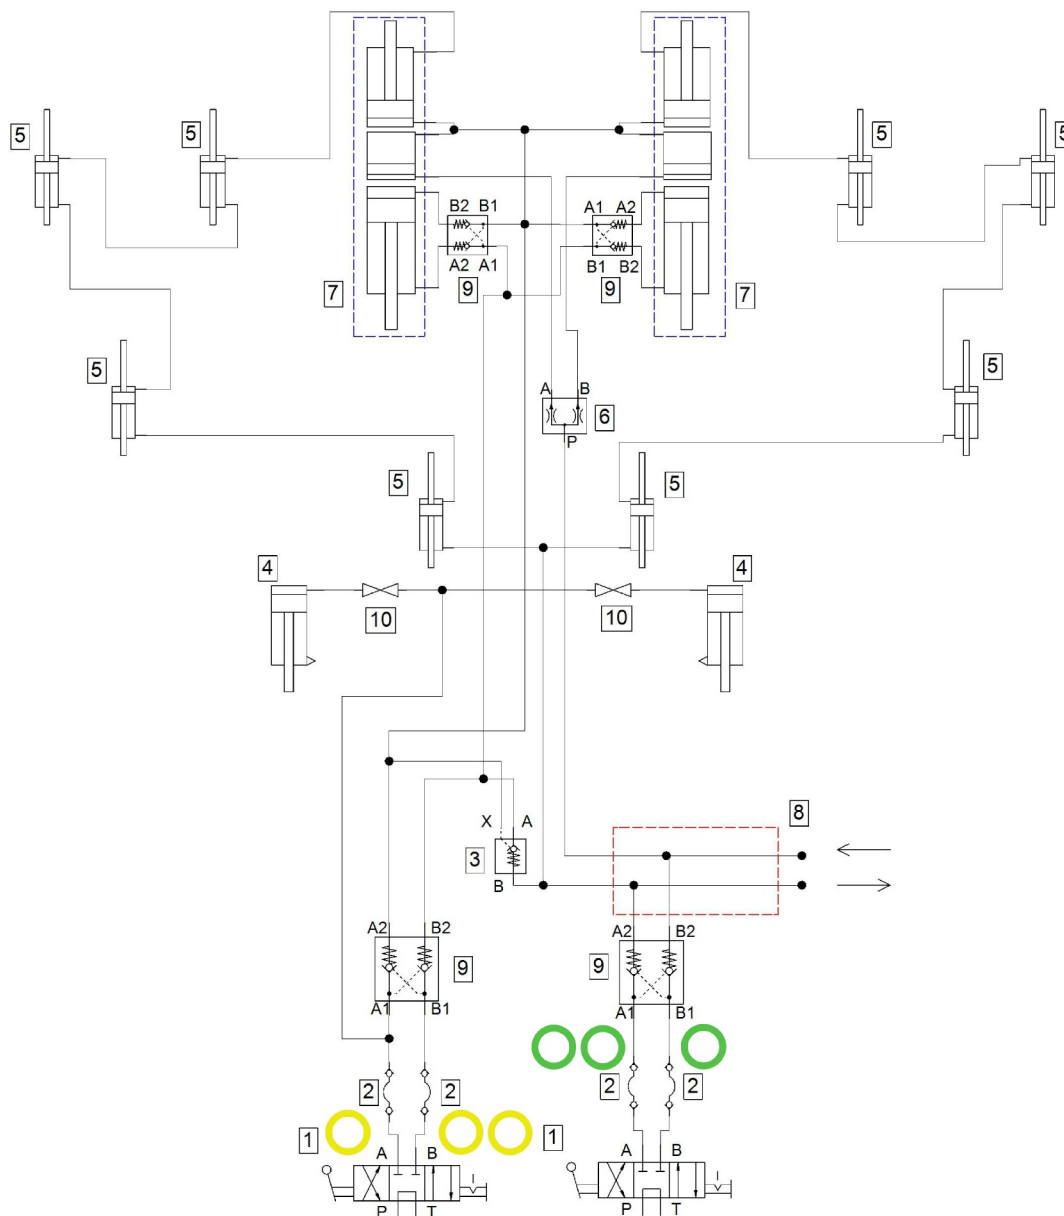 5 5 5 5
B2 B1 A1 A2
A2 A1 B1 B2
7 9 9 7
5 5
A B
6
P
5 5
4 4
10 10
X A
8
3
B
A2 B2 A2 B2
9 9
A1 B1 A1 B1
2 2 2 2
1 1
A B A B
P T P T